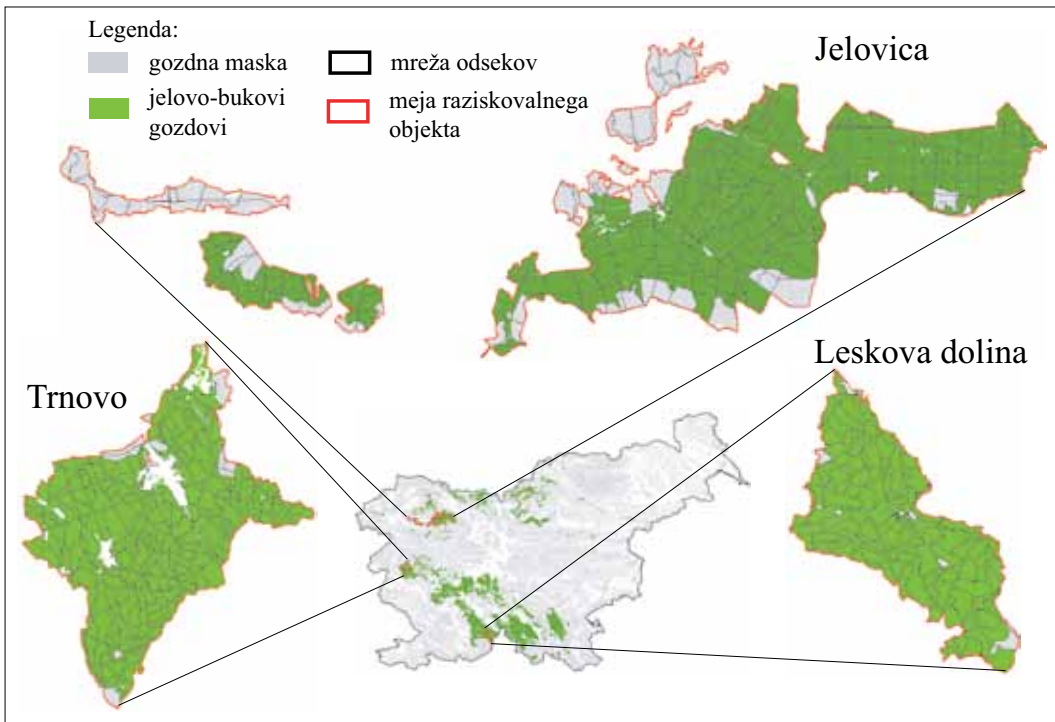 Legenda:
gozdna maska
mreža odsekov
jelovo-bukovi
gozdovi
meja raziskovalnega
objekta
Jelovica
Trnovo
Leskova dolina